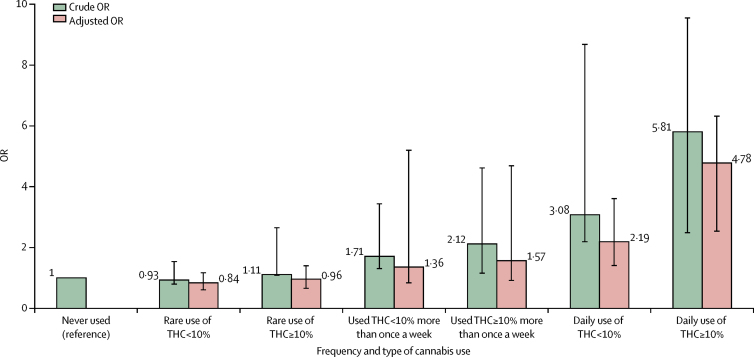 10
Crude OR
Adjusted OR
8
6
5·81
4·78
4
OR
3·08
2·19
2
2·12
1·57
1·71
1·36
1·11
0·96
0·93
0·84
1
0
Never used
(reference)
Rare use of
THC<10%
Rare use of
THC≥10%
Used THC<10% more
than once a week
Used THC≥10% more
than once a week
Daily use of
THC<10%
Daily use of
THC≥10%
Frequency and type of cannabis use